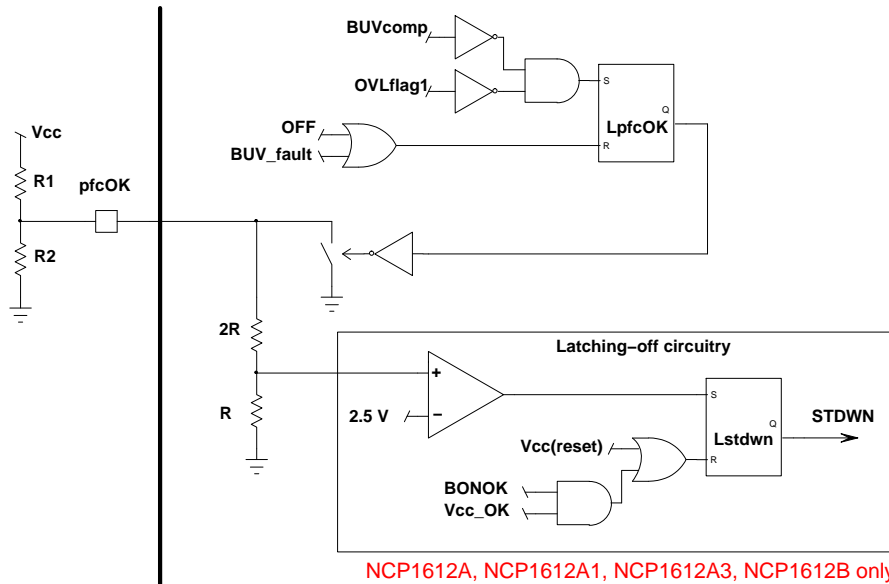 BUVcomp
OVLflag1
S
Q
LpfcOK
R
OFF
BUV_fault
Vcc
R1
pfcOK
R2
2R
R
Latching–off circuitry
+
2.5 V
–
S
Q
STDWN
Lstdwn
R
Vcc(reset)
BONOK
Vcc_OK
NCP1612A, NCP1612A1, NCP1612A3, NCP1612B only